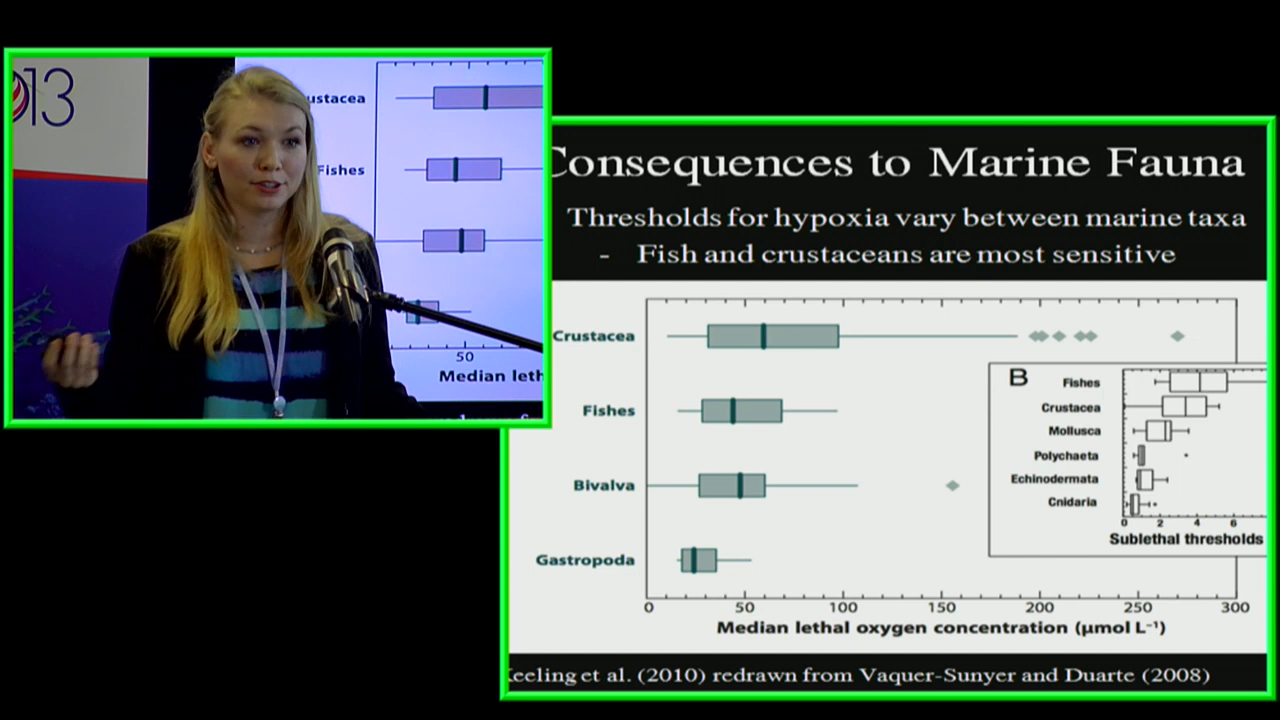 13
ustacea
Fishes
50
Median leth
Consequences to Marine Fauna
Thresholds for hypoxia vary between marine taxa
- Fish and crustaceans are most sensitive
Crustacea
Fishes
Bivalva
Gastropoda
0 50 100 150 200 250 300
Median lethal oxygen concentration (µmol L⁻¹)
B
Fishes
Crustacea
Mollusca
Polychaeta
Echinodermata
Cnidaria
0 2 4 6
Sublethal thresholds
Keeling et al. (2010) redrawn from Vaquer-Sunyer and Duarte (2008)